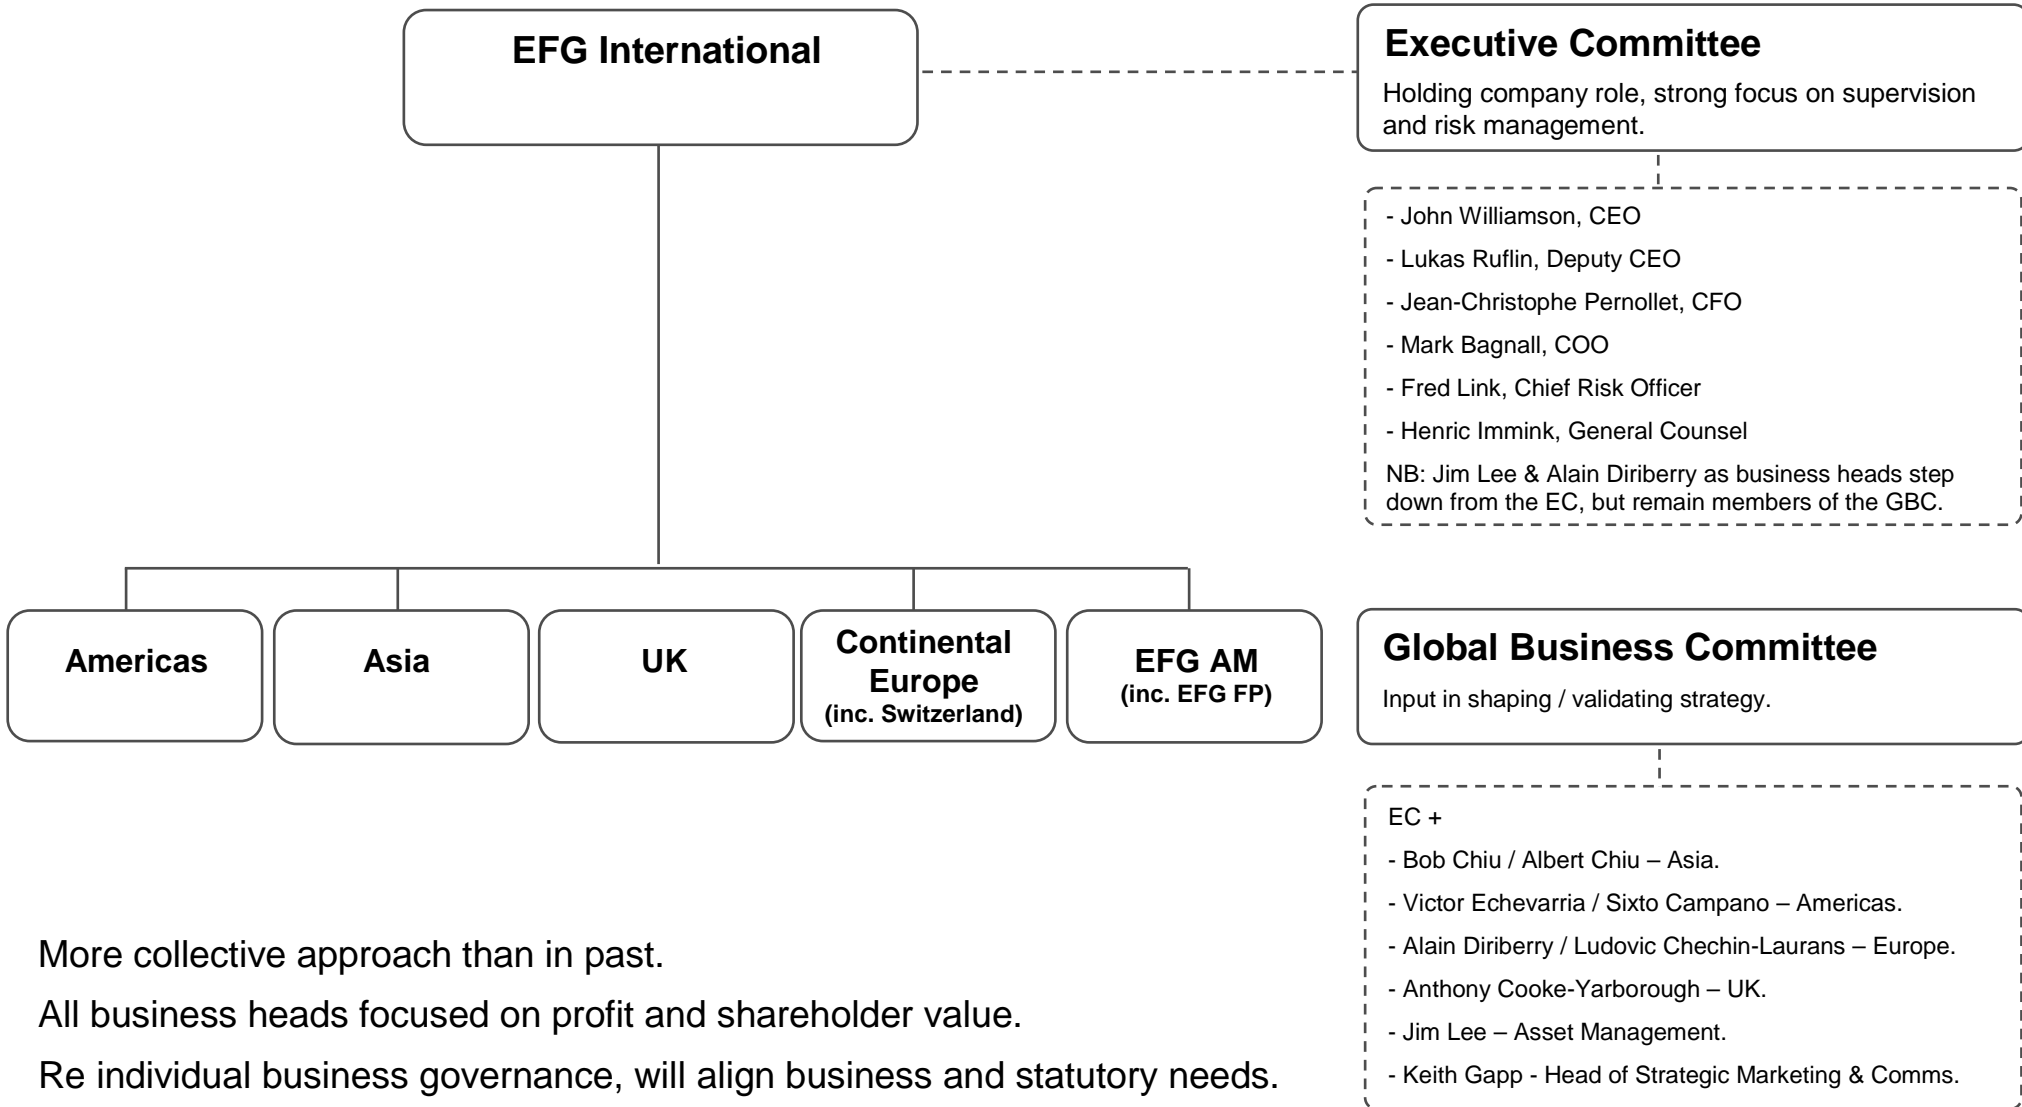 EFG International
Executive Committee
Holding company role, strong focus on supervision
and risk management.
- John Williamson, CEO
- Lukas Ruflin, Deputy CEO
- Jean-Christophe Pernollet, CFO
- Mark Bagnall, COO
- Fred Link, Chief Risk Officer
- Henric Immink, General Counsel
NB: Jim Lee & Alain Diriberry as business heads step
down from the EC, but remain members of the GBC.
Americas
Asia
UK
Continental
Europe
(inc. Switzerland)
EFG AM
(inc. EFG FP)
Global Business Committee
Input in shaping / validating strategy.
EC +
- Bob Chiu / Albert Chiu – Asia.
- Victor Echevarria / Sixto Campano – Americas.
- Alain Diriberry / Ludovic Chechin-Laurans – Europe.
- Anthony Cooke-Yarborough – UK.
- Jim Lee – Asset Management.
- Keith Gapp - Head of Strategic Marketing & Comms.
More collective approach than in past.
All business heads focused on profit and shareholder value.
Re individual business governance, will align business and statutory needs.